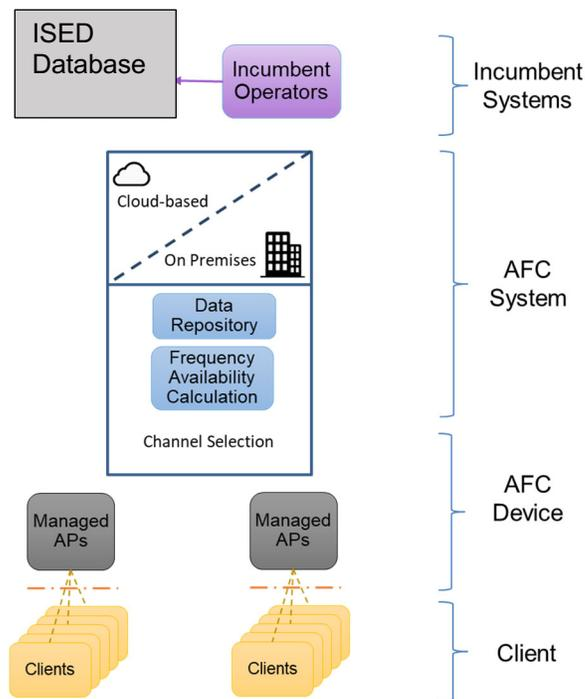 ISED
Database
Incumbent
Operators
Incumbent
Systems
Cloud-based
On Premises
AFC
System
Data
Repository
Frequency
Availability
Calculation
Channel Selection
AFC
Device
Managed
APs
Managed
APs
Clients
Clients
Client